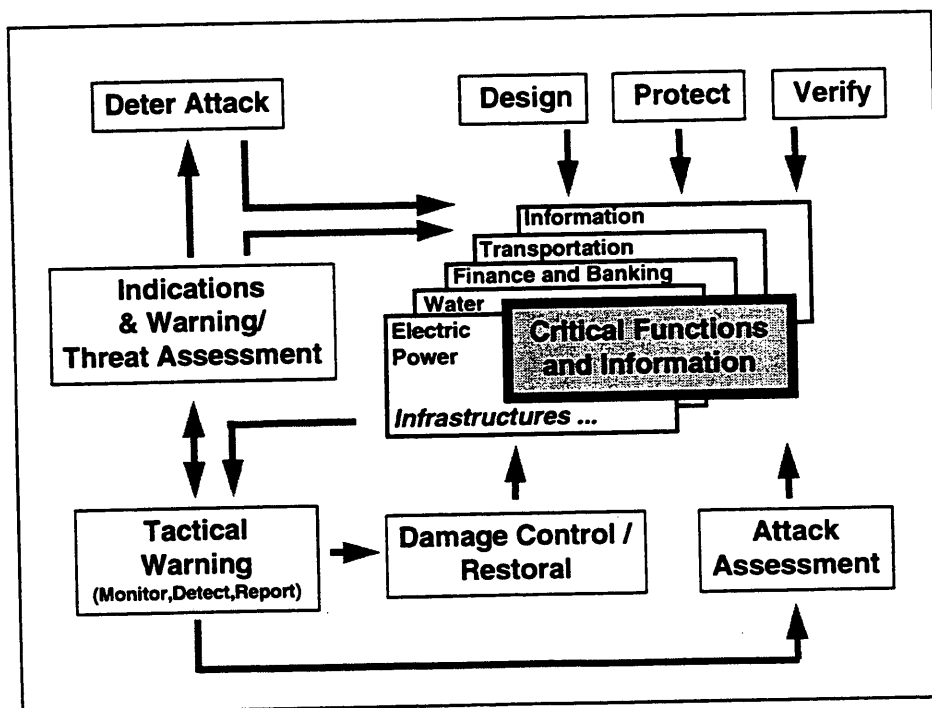 Deter Attack
Design
Protect
Verify
Information
Transportation
Finance and Banking
Water
Electric
Power
Critical Functions
and Information
Infrastructures ...
Indications
& Warning/
Threat Assessment
Tactical
Warning
(Monitor,Detect,Report)
Damage Control /
Restoral
Attack
Assessment